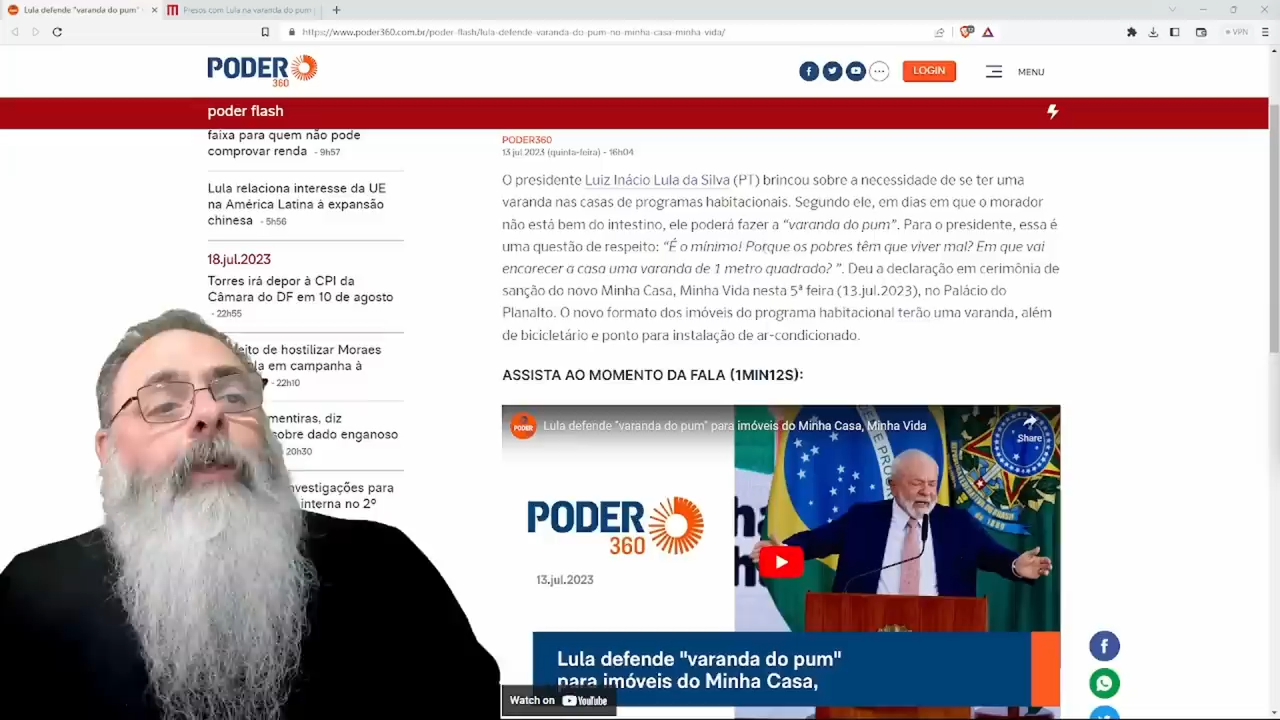 Lula defende "varanda do pum"
Presos com Lula na varanda do pum
https://www.poder360.com.br/poder-flash/lula-defende-varanda-do-pum-no-minha-casa-minha-vida/
VPN
PODER
360
LOGIN
MENU
poder flash
faixa para quem não pode
comprovar renda - 9h57
Lula relaciona interesse da UE
na América Latina à expansão
chinesa - 5h56
18.jul.2023
Torres irá depor à CPI da
Câmara do DF em 10 de agosto
- 22h55
eito de hostilizar Moraes
la em campanha à
- 22h10
mentiras, diz
sobre dado enganoso
20h30
nvestigações para
interna no 2º
PODER360
13.jul.2023 (quinta-feira) - 16h04
O presidente Luiz Inácio Lula da Silva (PT) brincou sobre a necessidade de se ter uma
varanda nas casas de programas habitacionais. Segundo ele, em dias em que o morador
não está bem do intestino, ele poderá fazer a “varanda do pum”. Para o presidente, essa é
uma questão de respeito: “É o mínimo! Porque os pobres têm que viver mal? Em que vai
encarecer a casa uma varanda de 1 metro quadrado? ”. Deu a declaração em cerimônia de
sanção do novo Minha Casa, Minha Vida nesta 5ª feira (13.jul.2023), no Palácio do
Planalto. O novo formato dos imóveis do programa habitacional terão uma varanda, além
de bicicletário e ponto para instalação de ar-condicionado.
ASSISTA AO MOMENTO DA FALA (1MIN12S):
PODER
Lula defende "varanda do pum" para imóveis do Minha Casa, Minha Vida
Share
PODER
360
13.jul.2023
Lula defende "varanda do pum"
para imóveis do Minha Casa,
Watch on YouTube